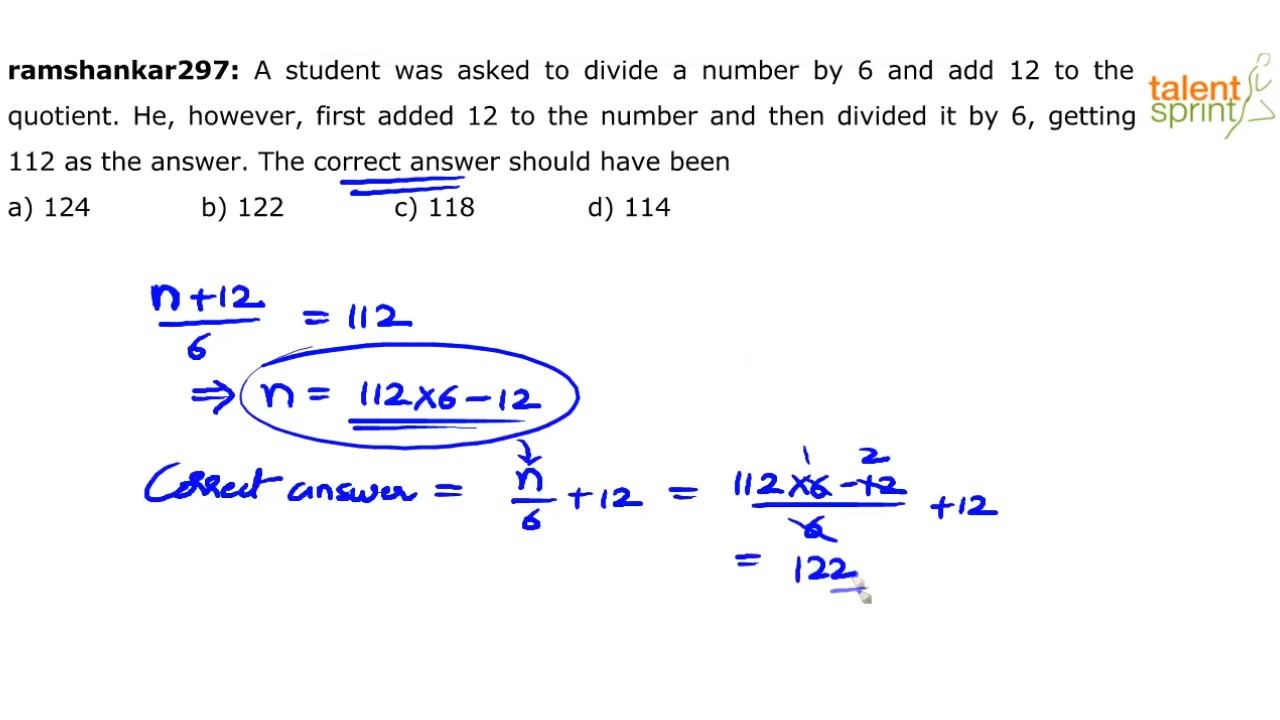 ramshankar297: A student was asked to divide a number by 6 and add 12 to the
quotient. He, however, first added 12 to the number and then divided it by 6, getting
112 as the answer. The correct answer should have been
a) 124 b) 122 c) 118 d) 114
talent
sprint
n+12
= 112
6
⇒ n = 112×6-12
1 2
Correct answer = n/6 + 12 = 112×6-12/6 +12
= 122